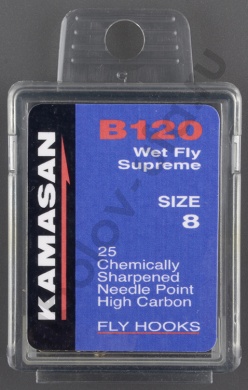 KAMASAN
B120
Wet Fly
Supreme
SIZE
8
25
Chemically
Sharpened
Needle Point
High Carbon
FLY HOOKS